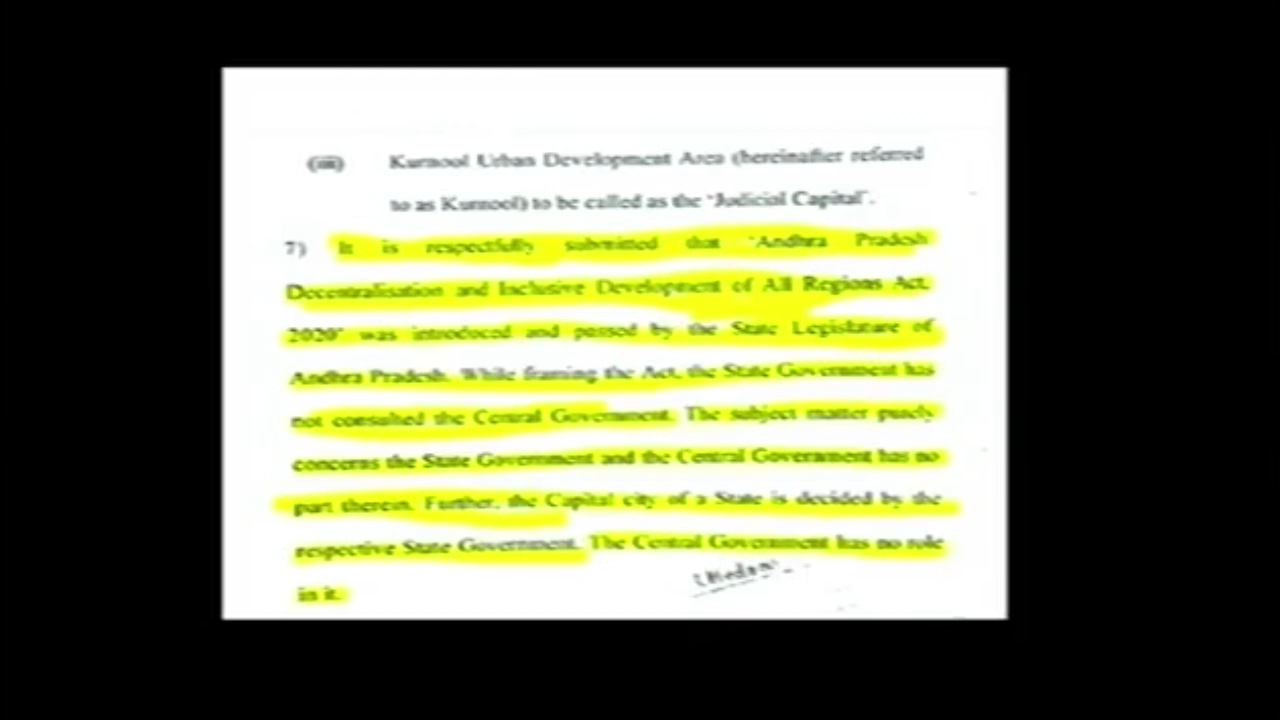 (iii) Kurnool Urban Development Area (hereinafter referred
to as Kurnool) to be called as the 'Judicial Capital'.
7) It is respectfully submitted that 'Andhra Pradesh
Decentralisation and Inclusive Development of All Regions Act,
2020' was introduced and passed by the State Legislature of
Andhra Pradesh. While framing the Act, the State Government has
not consulted the Central Government. The subject matter purely
concerns the State Government and the Central Government has no
part therein. Further, the Capital city of a State is decided by the
respective State Government. The Central Government has no role
in it.